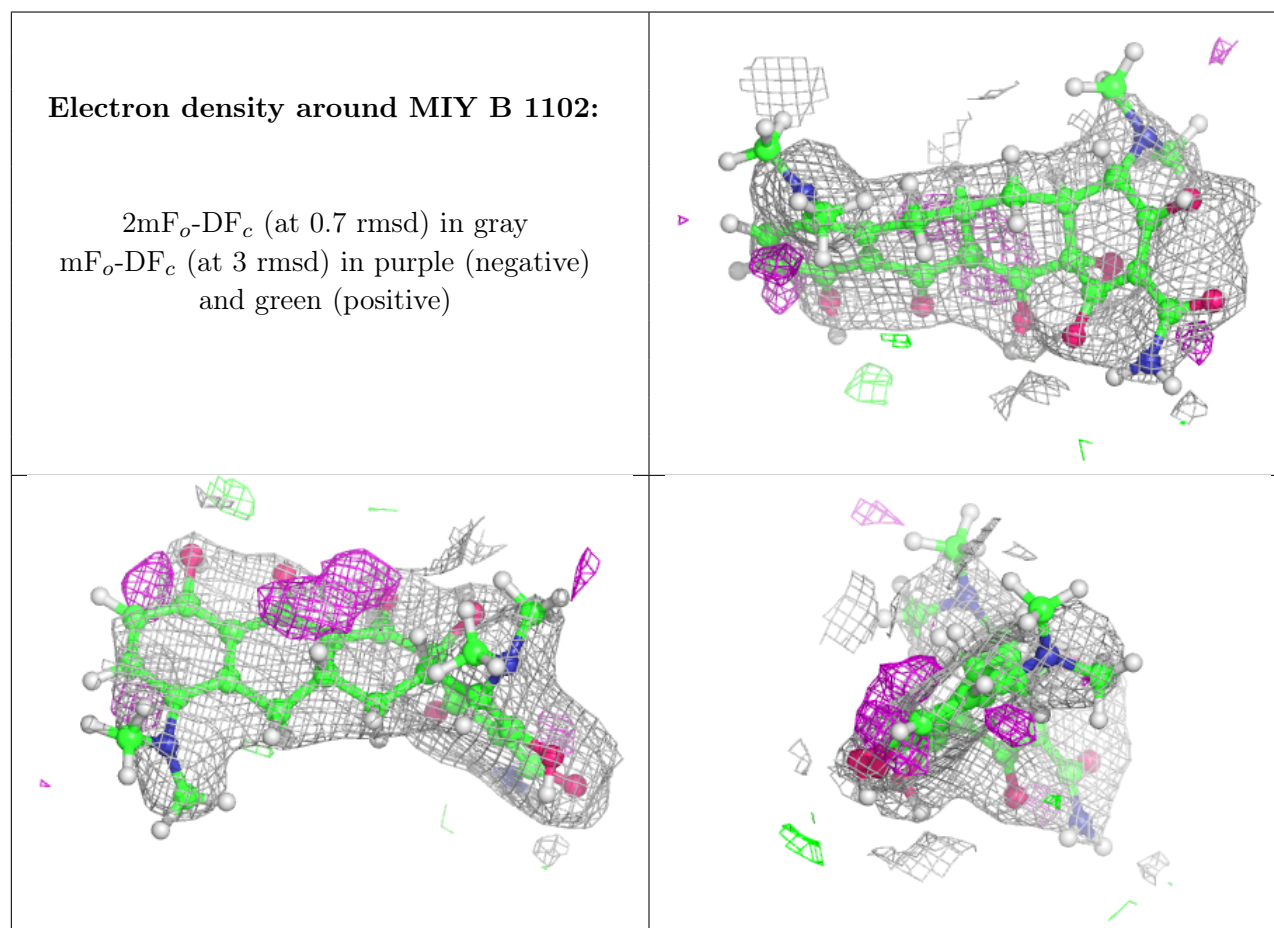 Electron density around MIY B 1102:
2mFo-DFc (at 0.7 rmsd) in gray
mFo-DFc (at 3 rmsd) in purple (negative)
and green (positive)